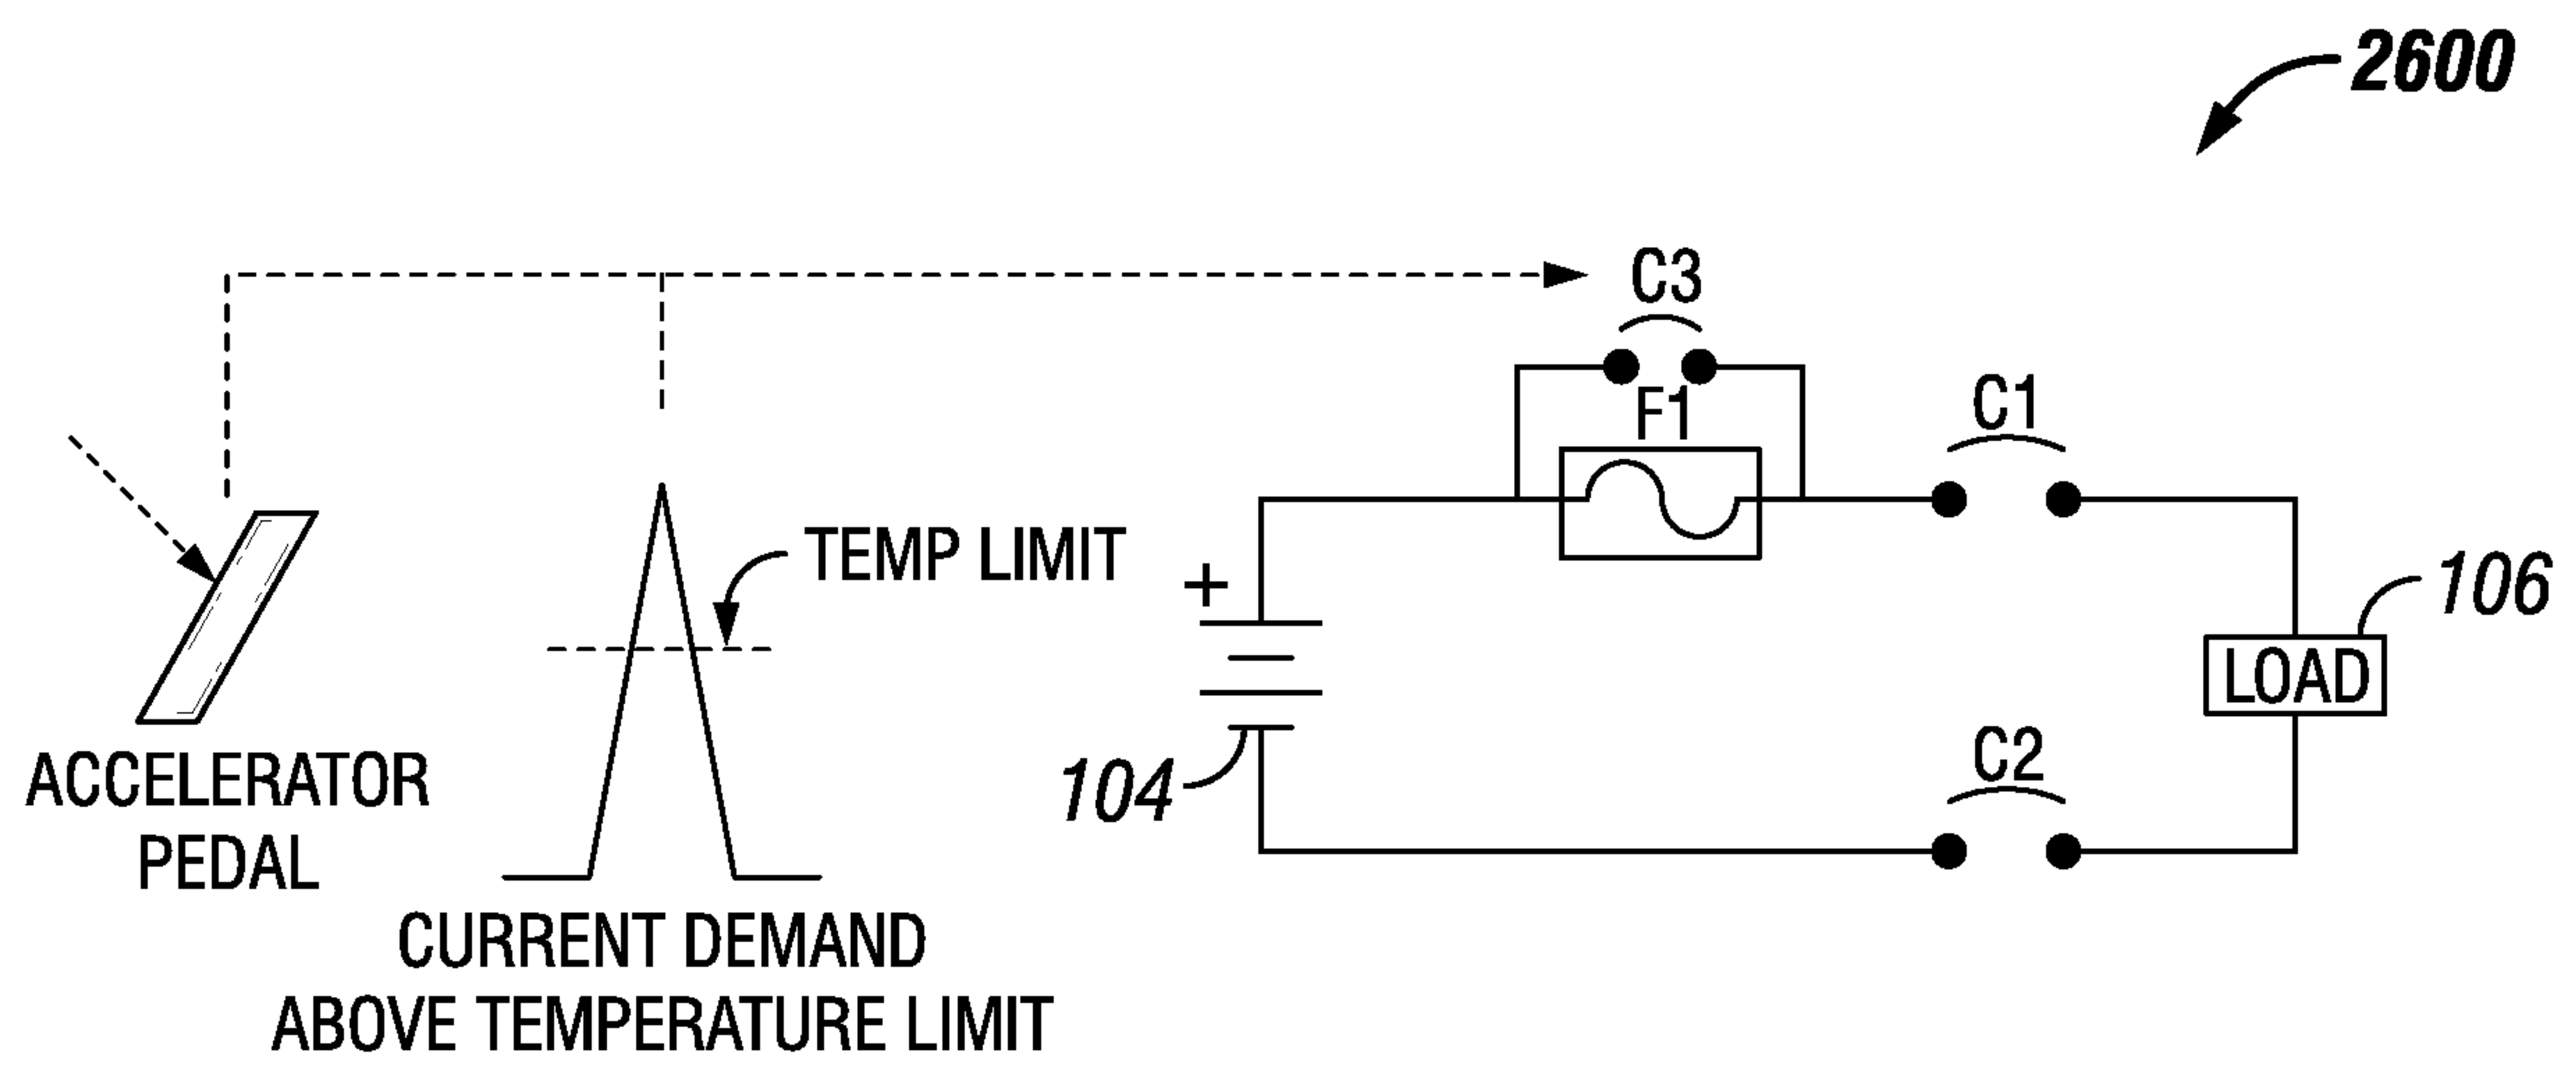 2600
C3
F1
C1
TEMP LIMIT
+
106
LOAD
C2
104
ACCELERATOR
PEDAL
CURRENT DEMAND
ABOVE TEMPERATURE LIMIT